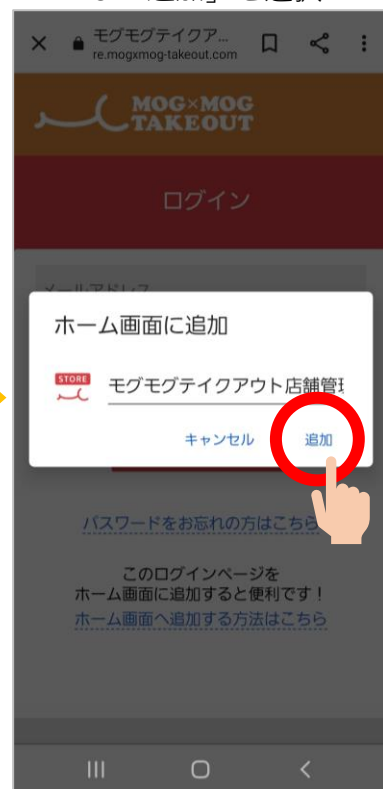 モグモグテイクア...
re.mogxmog-takeout.com
MOG×MOG
TAKEOUT
ログイン
メールアドレス
ホーム画面に追加
STORE
モグモグテイクアウト店舗管理
キャンセル
追加
パスワードをお忘れの方はこちら
このログインページを
ホーム画面に追加すると便利です！
ホーム画面へ追加する方法はこちら